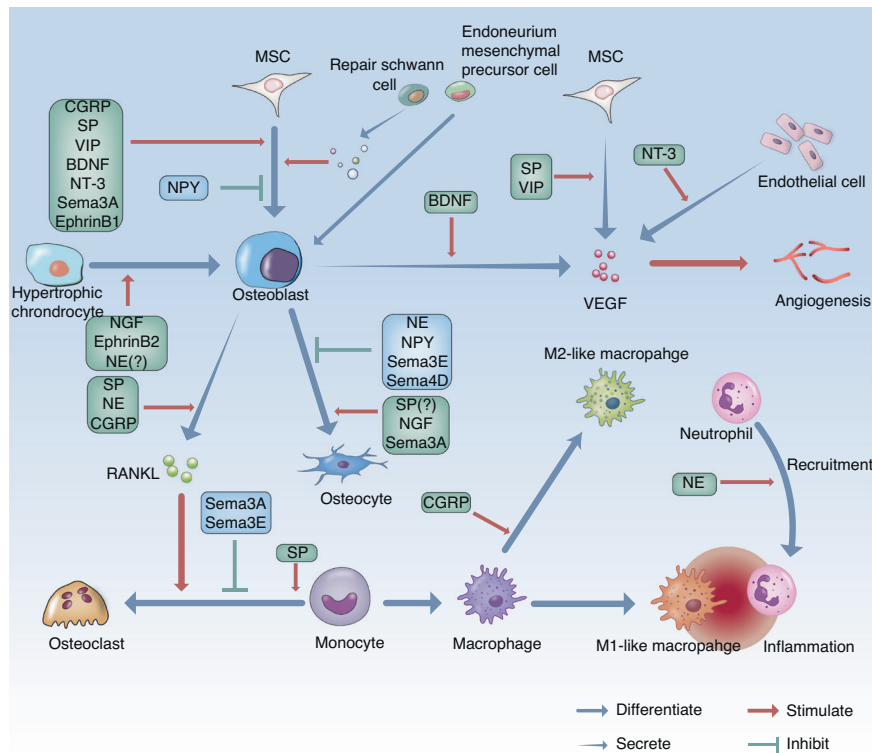 MSC
Repair schwann
cell
Endoneurium
mesenchymal
precursor cell
MSC
CGRP
SP
VIP
BDNF
NT-3
Sema3A
EphrinB1
NPY
SP
VIP
NT-3
Endothelial cell
BDNF
Hypertrophic
chrondrocyte
Osteoblast
VEGF
Angiogenesis
NGF
EphrinB2
NE(?)
NE
NPY
Sema3E
Sema4D
M2-like macropahge
SP
NE
CGRP
SP(?)
NGF
Sema3A
Neutrophil
RANKL
Osteocyte
Recruitment
NE
Sema3A
Sema3E
CGRP
SP
Osteoclast
Monocyte
Macrophage
M1-like macropahge
Inflammation
Differentiate
Stimulate
Secrete
Inhibit